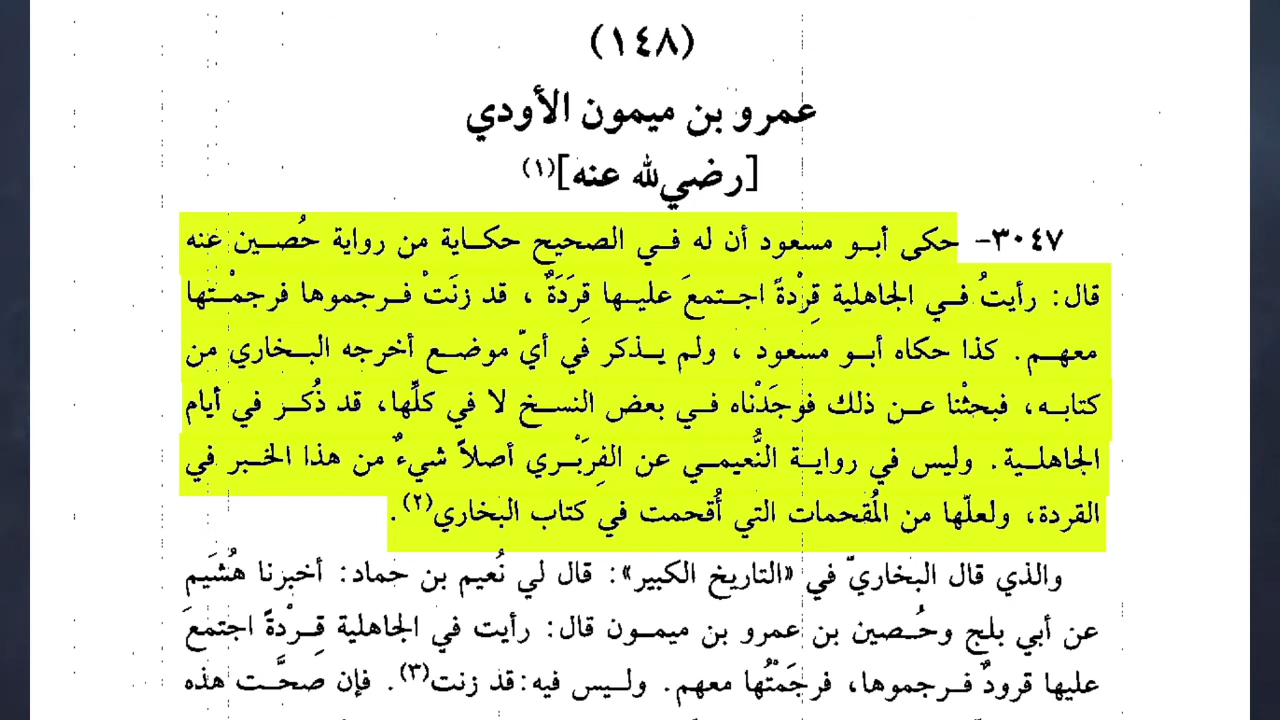 (١٤٨)
عمرو بن ميمون الأودي
[رضي لله عنه](١)
٣٠٤٧- حكى أبو مسعود أن له في الصحيح حكاية من رواية حُصين عنه
قال: رأيتُ في الجاهلية قِرْدةً اجتمعَ عليها قِرَدَةٌ ، قد زنَتْ فرجموها فرجمْتها
معهم. كذا حكاه أبو مسعود ، ولم يذكر في أيّ موضع أخرجه البخاري من
كتابه، فبحثْنا عن ذلك فوجَدْناه في بعض النسخ لا في كلِّها، قد ذُكر في أيام
الجاهلية. وليس في رواية النُّعيمي عن الفِرَبْري أصلاً شيءٌ من هذا الخبر في
القردة، ولعلّها من المُقحمات التي أُقحمت في كتاب البخاري(٢).
والذي قال البخاريّ في «التاريخ الكبير»: قال لي نُعيم بن حماد: أخبرنا هُشَيم
عن أبي بلج وحُصين بن عمرو بن ميمون قال: رأيت في الجاهلية قِرْدةً اجتمعَ
عليها قرودٌ فرجموها، فرجَمْتُها معهم. وليس فيه: قد زنت(٣). فإن صحَّت هذه